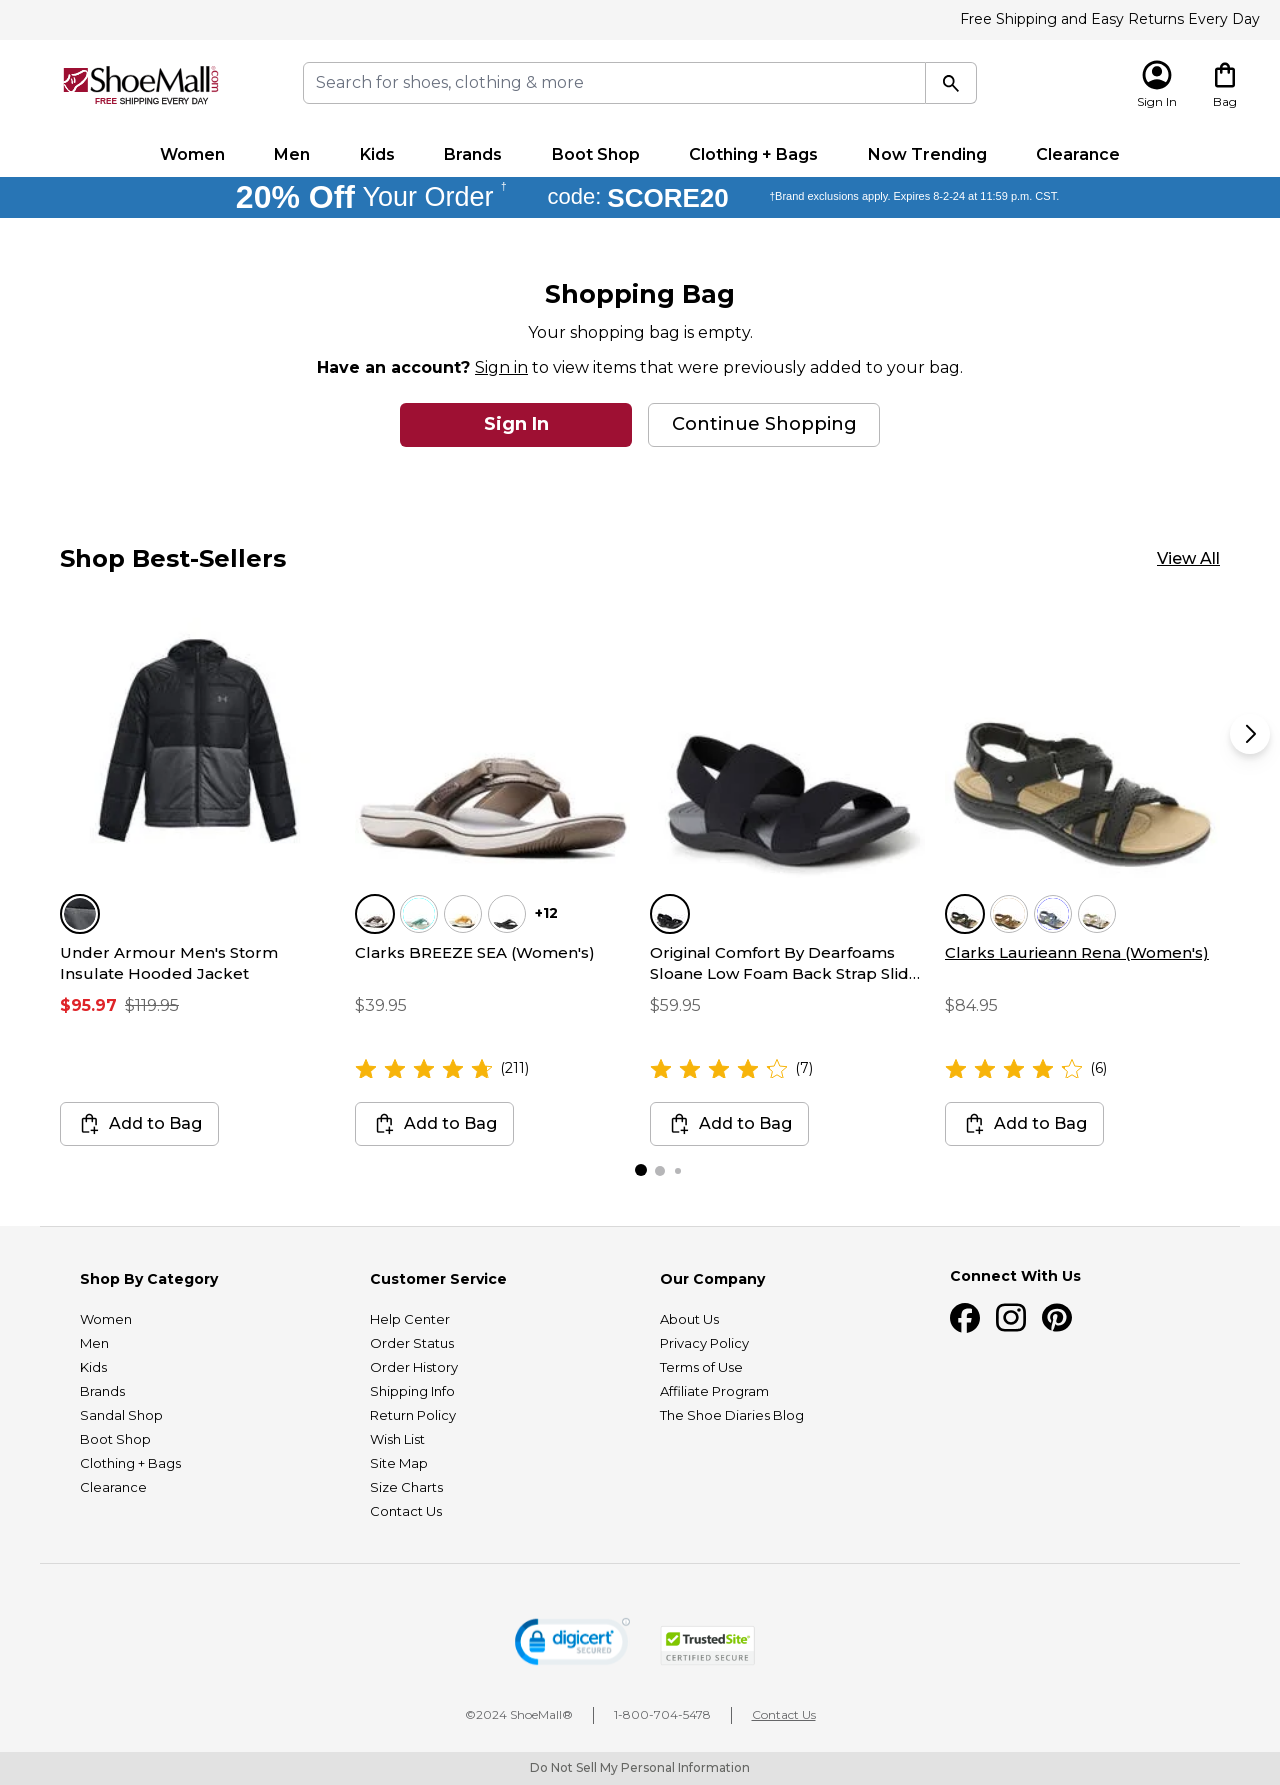 Free Shipping and Easy Returns Every Day
ShoeMall.com
FREE SHIPPING EVERY DAY
Search for shoes, clothing & more
Sign In
Bag
Women Men Kids Brands Boot Shop Clothing + Bags Now Trending Clearance
20% Off Your Order † code: SCORE20 †Brand exclusions apply. Expires 8-2-24 at 11:59 p.m. CST.
Shopping Bag
Your shopping bag is empty.
Have an account? Sign in to view items that were previously added to your bag.
Sign In
Continue Shopping
Shop Best-Sellers
View All
Under Armour Men's Storm
Insulate Hooded Jacket
$95.97 $119.95
Add to Bag
+12
Clarks BREEZE SEA (Women's)
$39.95
(211)
Add to Bag
Original Comfort By Dearfoams
Sloane Low Foam Back Strap Slid...
$59.95
(7)
Add to Bag
Clarks Laurieann Rena (Women's)
$84.95
(6)
Add to Bag
Shop By Category
Women
Men
Kids
Brands
Sandal Shop
Boot Shop
Clothing + Bags
Clearance
Customer Service
Help Center
Order Status
Order History
Shipping Info
Return Policy
Wish List
Site Map
Size Charts
Contact Us
Our Company
About Us
Privacy Policy
Terms of Use
Affiliate Program
The Shoe Diaries Blog
Connect With Us
digicert
SECURED
TrustedSite
CERTIFIED SECURE
©2024 ShoeMall®
1-800-704-5478
Contact Us
Do Not Sell My Personal Information